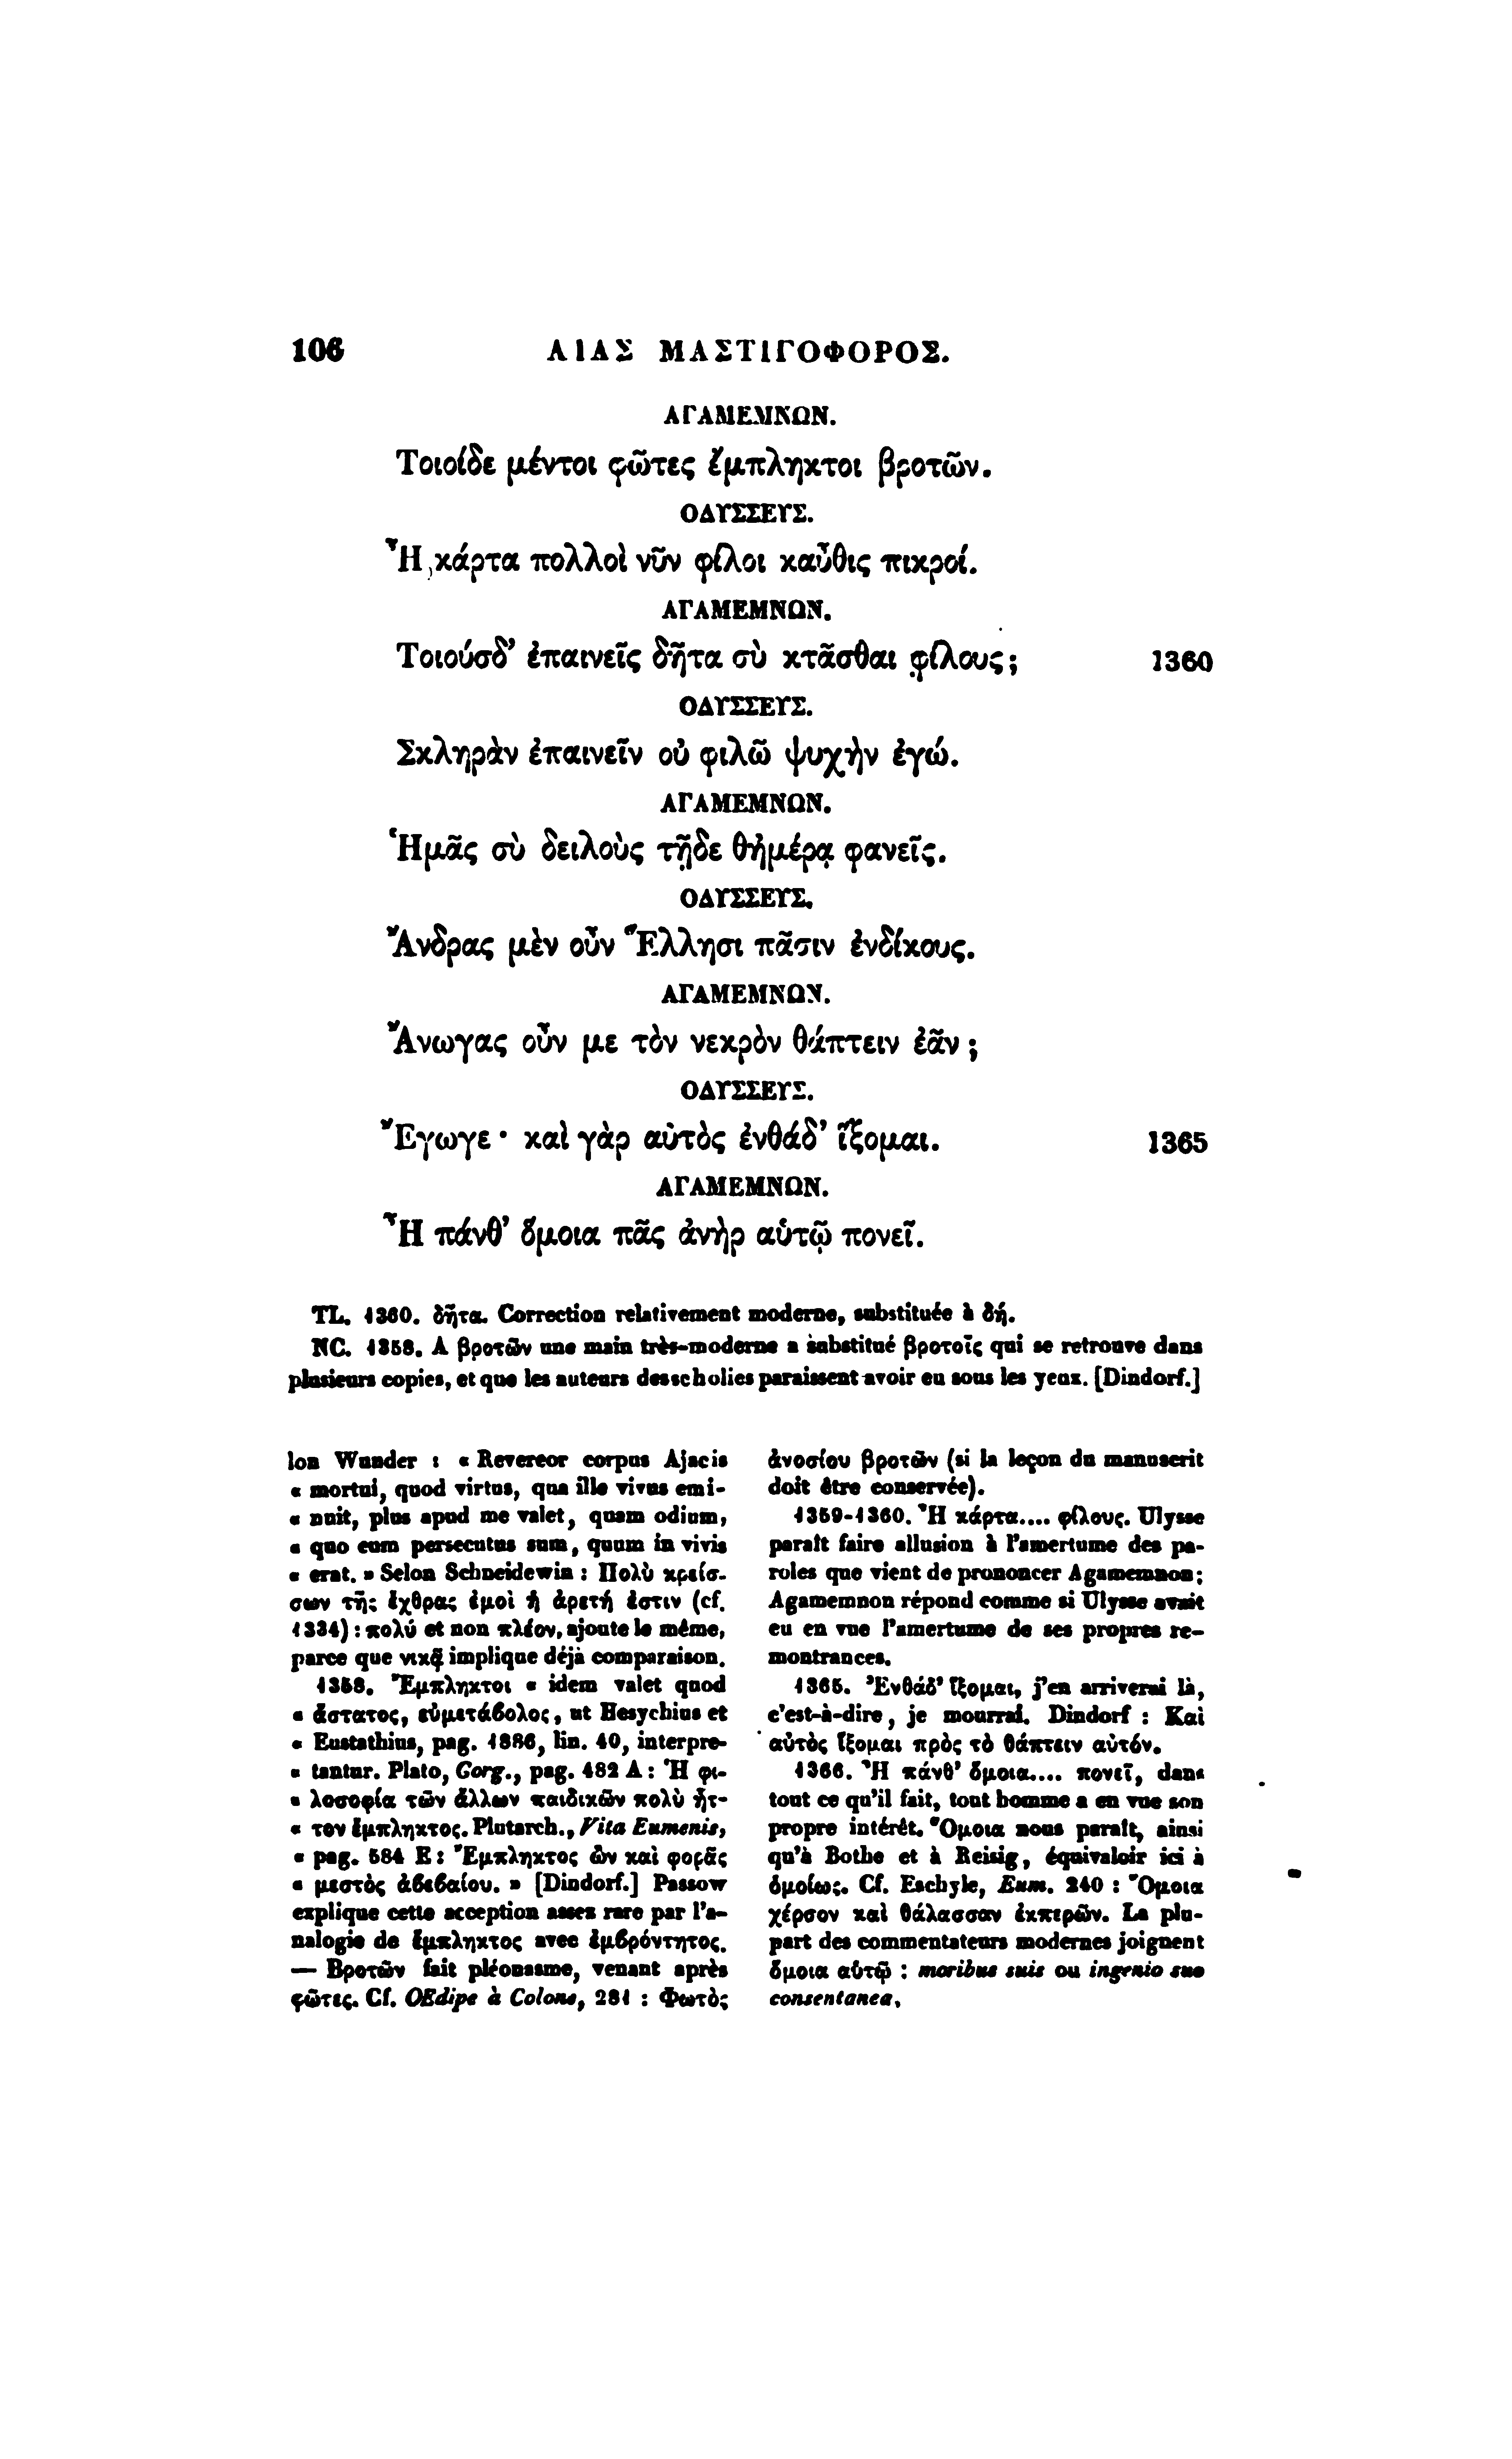 106 ΑΙΑΣ ΜΑΣΤΙΓΟΦΟΡΟΣ.
ΑΓΑΜΕΜΝΩΝ.
Τοιοίδε μέντοι φῶτες ἔμπληκτοι βροτῶν.
ΟΔΥΣΣΕΥΣ.
Ἦ κάρτα πολλοὶ νῦν φίλοι καὖθις πικροί.
ΑΓΑΜΕΜΝΩΝ.
Τοιούσδ’ ἐπαινεῖς δῆτα σὺ κτᾶσθαι φίλους; 1360
ΟΔΥΣΣΕΥΣ.
Σκληρὰν ἐπαινεῖν οὐ φιλῶ ψυχὴν ἐγώ.
ΑΓΑΜΕΜΝΩΝ.
Ἡμᾶς σὺ δειλοὺς τῇδε θἠμέρᾳ φανεῖς.
ΟΔΥΣΣΕΥΣ.
Ἄνδρας μὲν οὖν Ἕλλησι πᾶσιν ἐνδίκους.
ΑΓΑΜΕΜΝΩΝ.
Ἄνωγας οὖν με τὸν νεκρὸν θάπτειν ἐᾶν;
ΟΔΥΣΣΕΥΣ.
Ἔγωγε· καὶ γὰρ αὐτὸς ἐνθάδ’ ἵξομαι. 1365
ΑΓΑΜΕΜΝΩΝ.
Ἦ πάνθ’ ὅμοια πᾶς ἀνὴρ αὑτῷ πονεῖ.
TL. 1360. δῆτα. Correction relativement moderne, substituée à δή.
NC. 1358. A βροτῶν une main très-moderne a substitué βροτοῖς qui se retrouve dans
plusieurs copies, et que les auteurs des scholies paraissent avoir eu sous les yeux. [Dindorf.]
lon Wunder : « Revereor corpus Ajacis
« mortui, quod virtus, qua ille vivus emi-
« nuit, plus apud me valet, quam odium,
« quo eum persecutus sum, quum in vivis
« erat. » Selon Schneidewin : Πολὺ κρείσ-
σων τῆς ἔχθρας ἐμοὶ ἡ ἀρετή ἐστιν (cf.
1334) : πολύ et non πλέον, ajoute le même,
parce que νικᾷ implique déjà comparaison.
1358. Ἔμπληκτοι « idem valet quod
« ἄστατος, εὐμετάβολος, ut Hesychius et
« Eustathius, pag. 1886, lin. 40, interpre-
« tantur. Plato, Gorg., pag. 482 A : Ἡ φι-
« λοσοφία τῶν ἄλλων παιδικῶν πολὺ ἧτ-
« τον ἔμπληκτος. Plutarch., Vita Eumenis,
« pag. 584 E : Ἔμπληκτος ὢν καὶ φορᾶς
« μεστὸς ἀβεβαίου. » [Dindorf.] Passow
explique cette acception assez rare par l’a-
nalogie de ἔμπληκτος avec ἐμβρόντητος.
— Βροτῶν fait pléonasme, venant après
φῶτες. Cf. OEdipe à Colone, 281 : Φωτὸς
ἀνοσίου βροτῶν (si la leçon du manuscrit
doit être conservée).
1359-1360. Ἦ κάρτα.... φίλους. Ulysse
paraît faire allusion à l’amertume des pa-
roles que vient de prononcer Agamemnon;
Agamemnon répond comme si Ulysse avait
eu en vue l’amertume de ses propres re-
montrances.
1365. Ἐνθάδ’ ἵξομαι, j’en arriverai là,
c’est-à-dire, je mourrai. Dindorf : Καὶ
αὐτὸς ἵξομαι πρὸς τὸ θάπτειν αὐτόν.
1366. Ἦ πάνθ’ ὅμοια.... πονεῖ, dans
tout ce qu’il fait, tout homme a en vue son
propre intérêt. Ὅμοια nous paraît, ainsi
qu’à Bothe et à Reisig, équivaloir ici à
ὁμοίως. Cf. Eschyle, Eum. 240 : Ὅμοια
χέρσον καὶ θάλασσαν ἐκπερῶν. La plu-
part des commentateurs modernes joignent
ὅμοια αὑτῷ : moribus suis ou ingenio suo
consentanea.